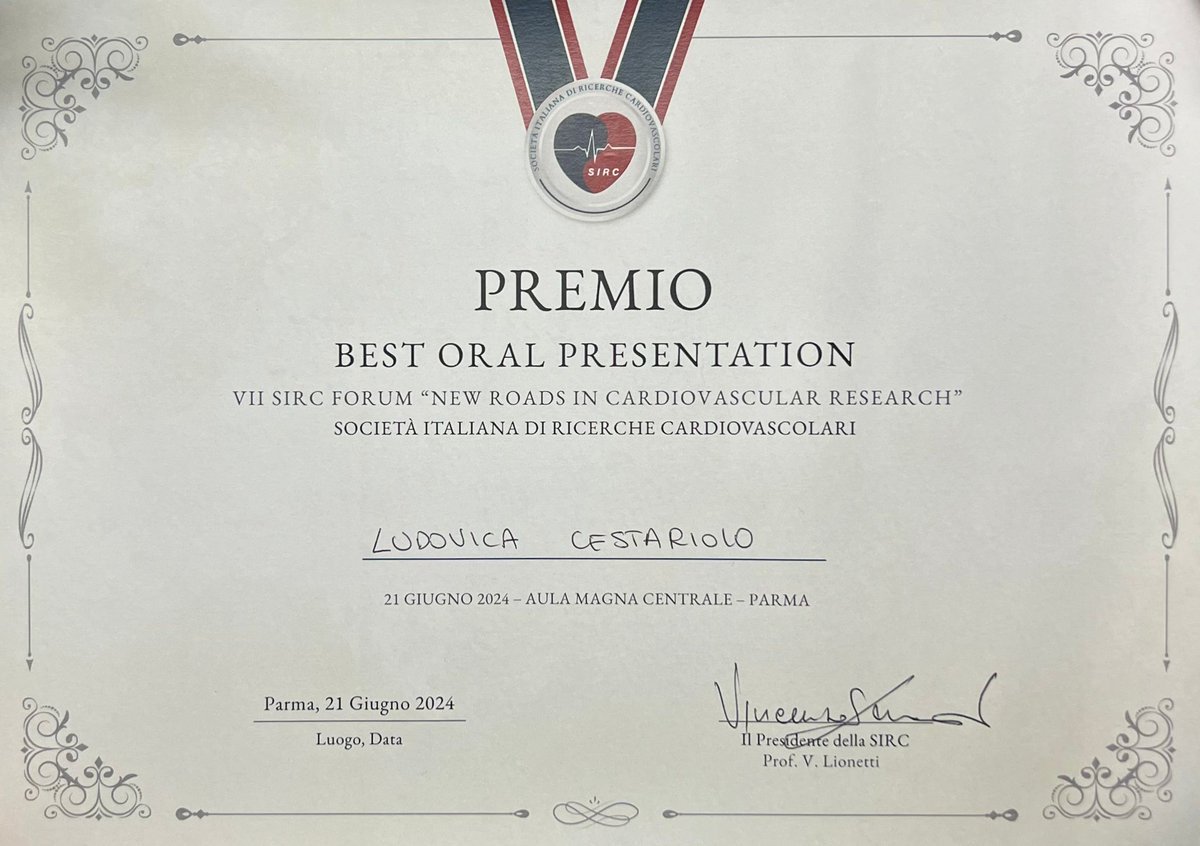 SOCIETÀ ITALIANA DI RICERCHE CARDIOVASCOLARI
SIRC
PREMIO
BEST ORAL PRESENTATION
VII SIRC FORUM “NEW ROADS IN CARDIOVASCULAR RESEARCH”
SOCIETÀ ITALIANA DI RICERCHE CARDIOVASCOLARI
LUDOVICA CESTARIOLO
21 GIUGNO 2024 – AULA MAGNA CENTRALE – PARMA
Parma, 21 Giugno 2024
Luogo, Data
Vincenzo
Il Presidente della SIRC
Prof. V. Lionetti